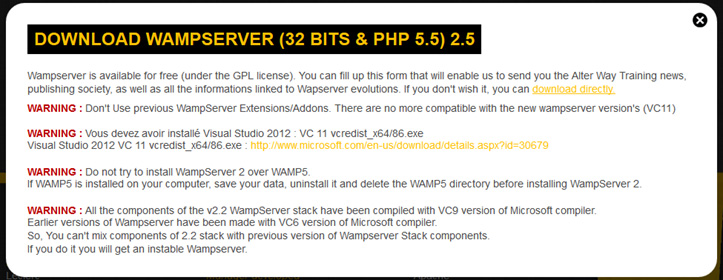 DOWNLOAD WAMPSERVER (32 BITS & PHP 5.5) 2.5
Wampserver is available for free (under the GPL license). You can fill up this form that will enable us to send you the Alter Way Training news,
publishing society, as well as all the informations linked to Wapserver evolutions. If you don't wish it, you can download directly.
WARNING : Don't Use previous WampServer Extensions/Addons. There are no more compatible with the new wampserver version's (VC11)
WARNING : Vous devez avoir installé Visual Studio 2012 : VC 11 vcredist_x64/86.exe
Visual Studio 2012 VC 11 vcredist_x64/86.exe : http://www.microsoft.com/en-us/download/details.aspx?id=30679
WARNING : Do not try to install WampServer 2 over WAMP5.
If WAMP5 is installed on your computer, save your data, uninstall it and delete the WAMP5 directory before installing WampServer 2.
WARNING : All the components of the v2.2 WampServer stack have been compiled with VC9 version of Microsoft compiler.
Earlier versions of Wampserver have been made with VC6 version of Microsoft compiler.
So, You can't mix components of 2.2 stack with previous version of Wampserver Stack components.
If you do it you will get an instable Wampserver.